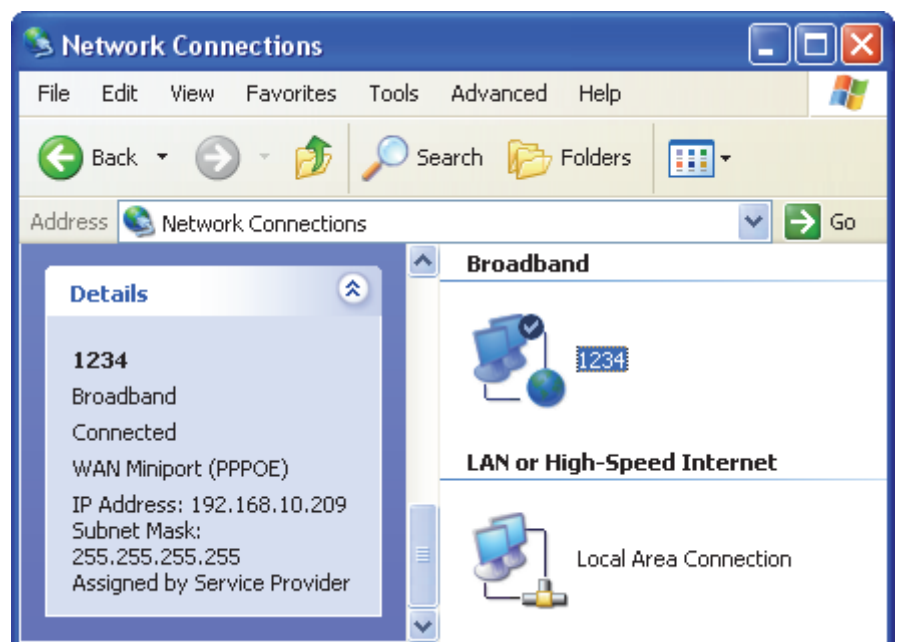 Network Connections
File Edit View Favorites Tools Advanced Help
Back Search Folders
Address Network Connections Go
Details
1234
Broadband
Connected
WAN Miniport (PPPOE)
IP Address: 192.168.10.209
Subnet Mask:
255.255.255.255
Assigned by Service Provider
Broadband
1234
LAN or High-Speed Internet
Local Area Connection